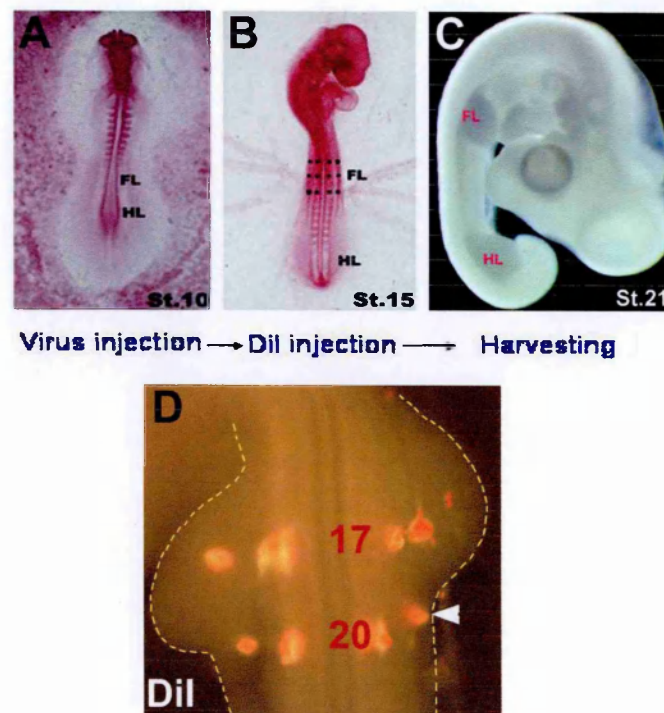 A
FL
HL
St.10
B
FL
HL
St.15
C
FL
HL
St.21
Virus injection → DiI injection → Harvesting
D
17
20
DiI